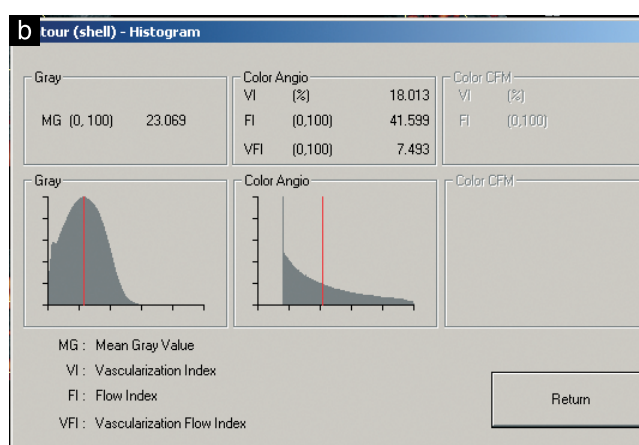 b
tour (shell) - Histogram
Gray
MG (0, 100) 23.069
Color Angio
VI (%) 18.013
FI (0,100) 41.599
VFI (0,100) 7.493
Color CFM
VI (%)
FI (0,100)
Gray
Color Angio
Color CFM
MG : Mean Gray Value
VI : Vascularization Index
FI : Flow Index
VFI : Vascularization Flow Index
Return